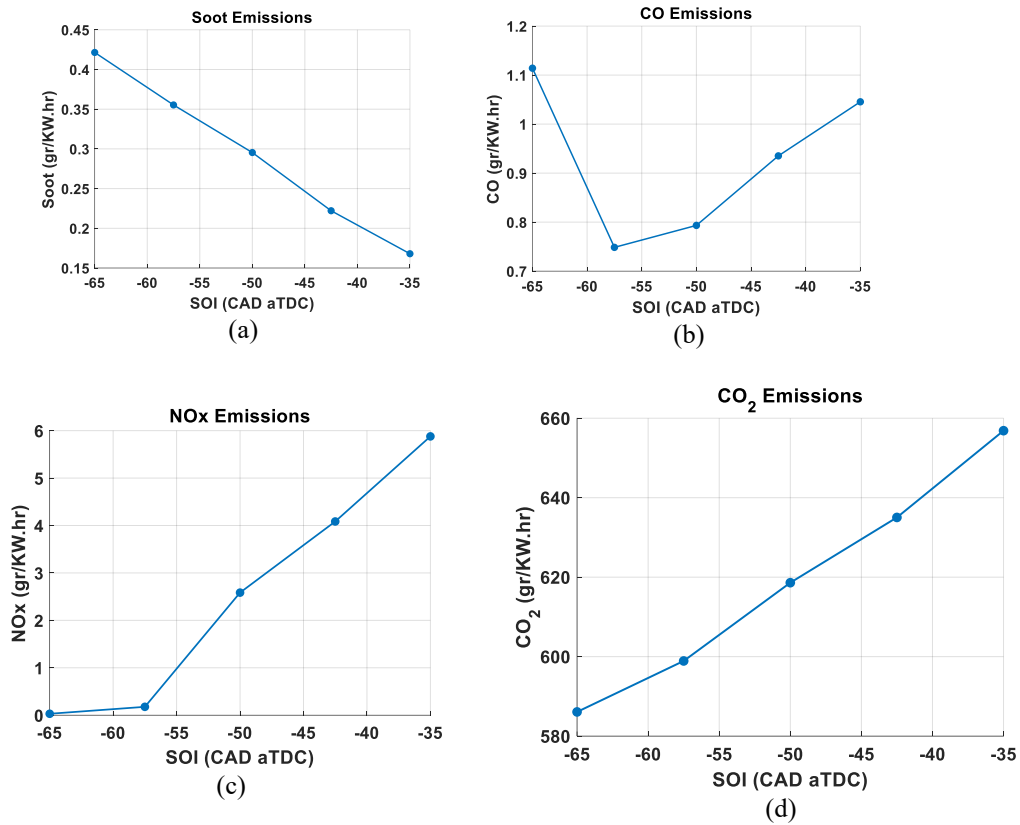 Soot Emissions
0.45
0.4
0.35
0.3
0.25
0.2
0.15
Soot (gr/KW.hr)
-65 -60 -55 -50 -45 -40 -35
SOI (CAD aTDC)
(a)
CO Emissions
1.2
1.1
1
0.9
0.8
0.7
CO (gr/KW.hr)
-65 -60 -55 -50 -45 -40 -35
SOI (CAD aTDC)
(b)
NOx Emissions
6
5
4
3
2
1
0
NOx (gr/KW.hr)
-65 -60 -55 -50 -45 -40 -35
SOI (CAD aTDC)
(c)
CO2 Emissions
660
640
620
600
580
CO2 (gr/KW.hr)
-65 -60 -55 -50 -45 -40 -35
SOI (CAD aTDC)
(d)